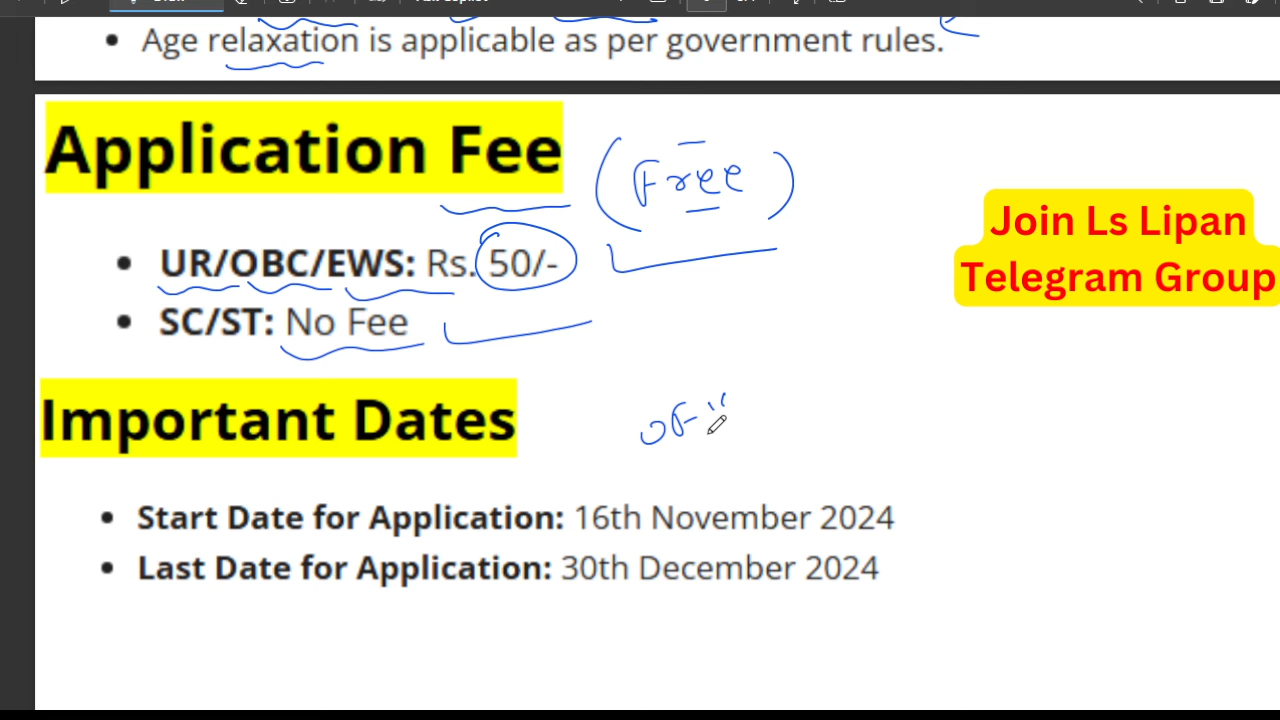 Age relaxation is applicable as per government rules.
Application Fee
(Free)
Join Ls Lipan
Telegram Group
UR/OBC/EWS: Rs. 50/-
SC/ST: No Fee
Important Dates
Start Date for Application: 16th November 2024
Last Date for Application: 30th December 2024